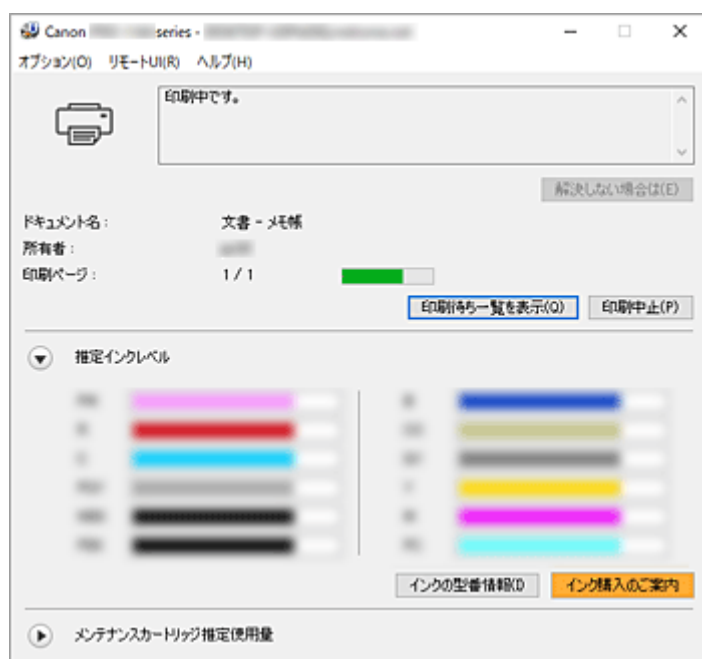 Canon series -
オプション(O) リモートUI(R) ヘルプ(H)
印刷中です。
解決しない場合は(E)
ドキュメント名 : 文書 - メモ帳
所有者 :
印刷ページ : 1 / 1
印刷待ち一覧を表示(Q) 印刷中止(P)
推定インクレベル
インクの型番情報(I) インク購入のご案内
メンテナンスカートリッジ推定使用量